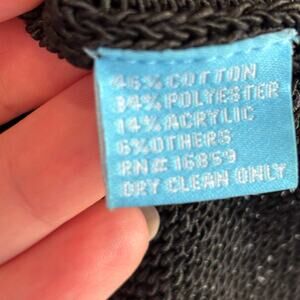 46% COTTON
34% POLYESTER
14% ACRYLIC
6% OTHERS
RN# 16859
DRY CLEAN ONLY